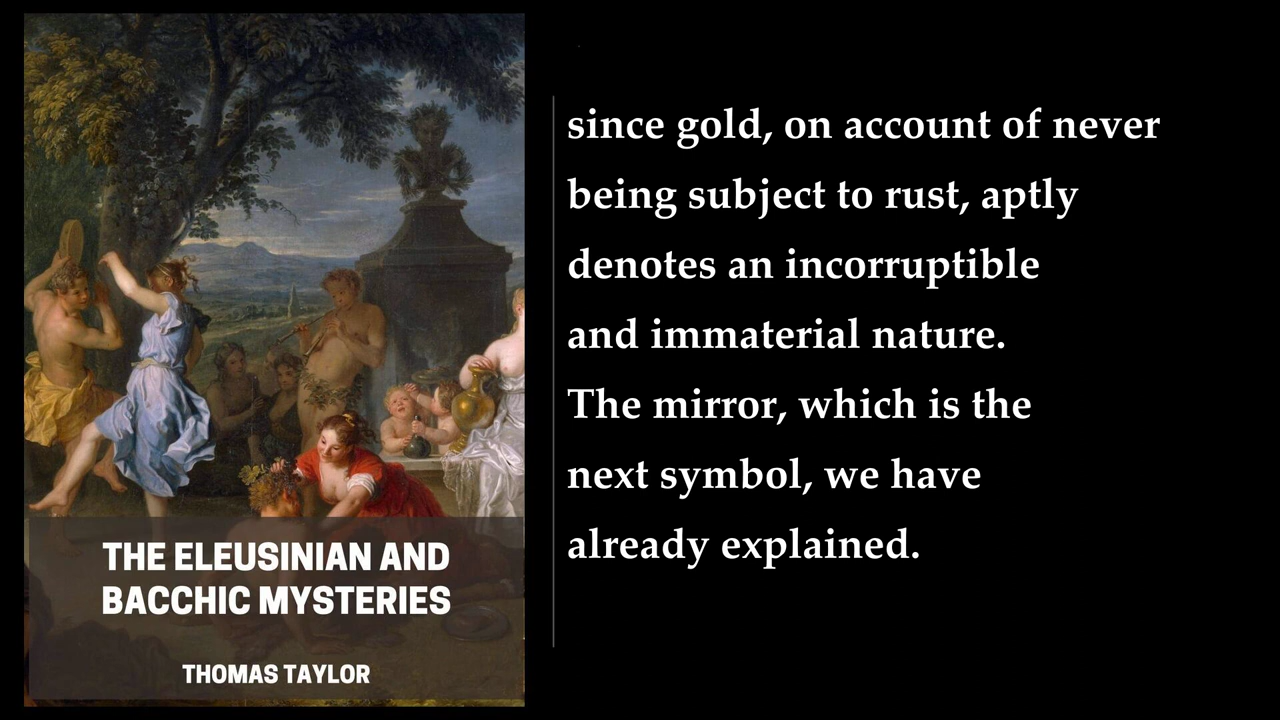 since gold, on account of never
being subject to rust, aptly
denotes an incorruptible
and immaterial nature.
The mirror, which is the
next symbol, we have
already explained.
THE ELEUSINIAN AND
BACCHIC MYSTERIES
THOMAS TAYLOR